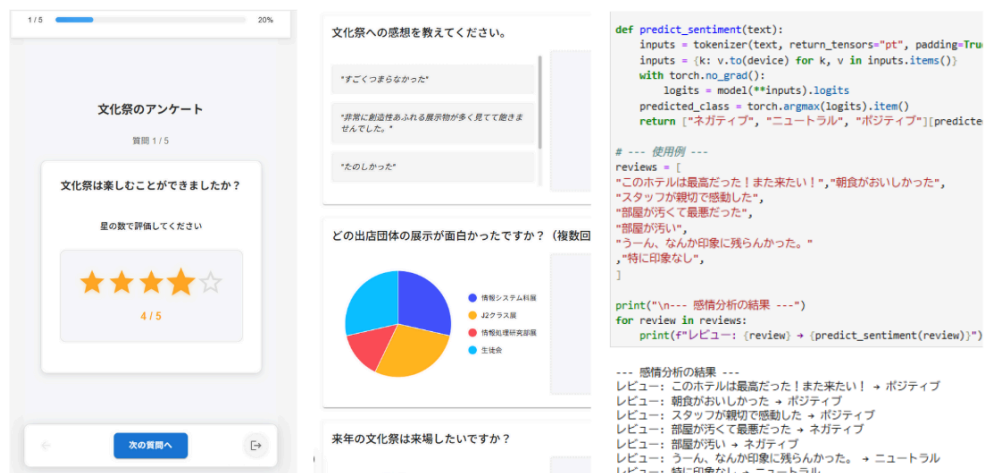 1 / 5
20%
文化祭のアンケート
質問 1 / 5
文化祭は楽しむことができましたか？
星の数で評価してください
4 / 5
次の質問へ
文化祭への感想を教えてください。
"すごくつまらなかった"
"非常に創造性あふれる展示物が多く見てて飽きま
せんでした。"
"たのしかった"
どの出店団体の展示が面白かったですか？（複数回
情報システム科展
J2クラス展
情報処理研究部展
生徒会
来年の文化祭は来場したいですか？
def predict_sentiment(text):
inputs = tokenizer(text, return_tensors="pt", padding=Tru
inputs = {k: v.to(device) for k, v in inputs.items()}
with torch.no_grad():
logits = model(**inputs).logits
predicted_class = torch.argmax(logits).item()
return ["ネガティブ", "ニュートラル", "ポジティブ"][predicte
# --- 使用例 ---
reviews = [
"このホテルは最高だった！また来たい！","朝食がおいしかった",
"スタッフが親切で感動した",
"部屋が汚くて最悪だった",
"部屋が汚い",
"うーん、なんか印象に残らんかった。"
,"特に印象なし",
]
print("\n--- 感情分析の結果 ---")
for review in reviews:
print(f"レビュー: {review} → {predict_sentiment(review)}")
--- 感情分析の結果 ---
レビュー: このホテルは最高だった！また来たい！ → ポジティブ
レビュー: 朝食がおいしかった → ポジティブ
レビュー: スタッフが親切で感動した → ポジティブ
レビュー: 部屋が汚くて最悪だった → ネガティブ
レビュー: 部屋が汚い → ネガティブ
レビュー: うーん、なんか印象に残らんかった。 → ニュートラル
レビュー: 特に印象なし → ニュートラル